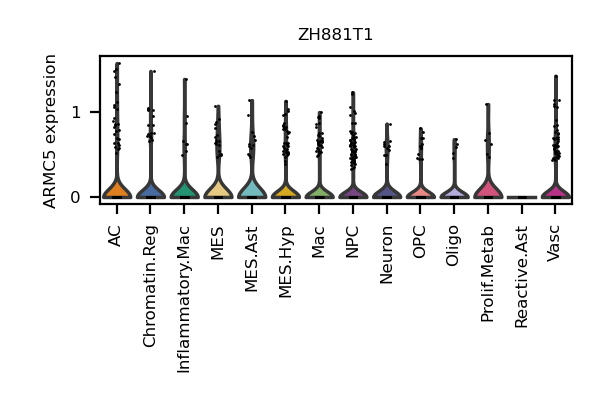 ZH881T1
ARMC5 expression
1
0
AC
Chromatin.Reg
Inflammatory.Mac
MES
MES.Ast
MES.Hyp
Mac
NPC
Neuron
OPC
Oligo
Prolif.Metab
Reactive.Ast
Vasc